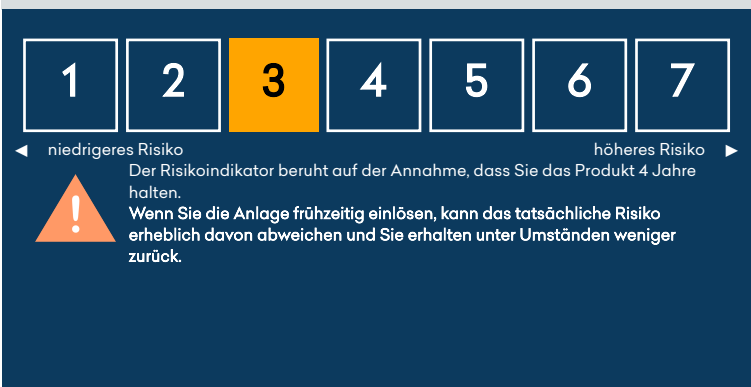 1 2 3 4 5 6 7
◄ niedrigeres Risiko höheres Risiko ►
Der Risikoindikator beruht auf der Annahme, dass Sie das Produkt 4 Jahre
halten.
Wenn Sie die Anlage frühzeitig einlösen, kann das tatsächliche Risiko
erheblich davon abweichen und Sie erhalten unter Umständen weniger
zurück.